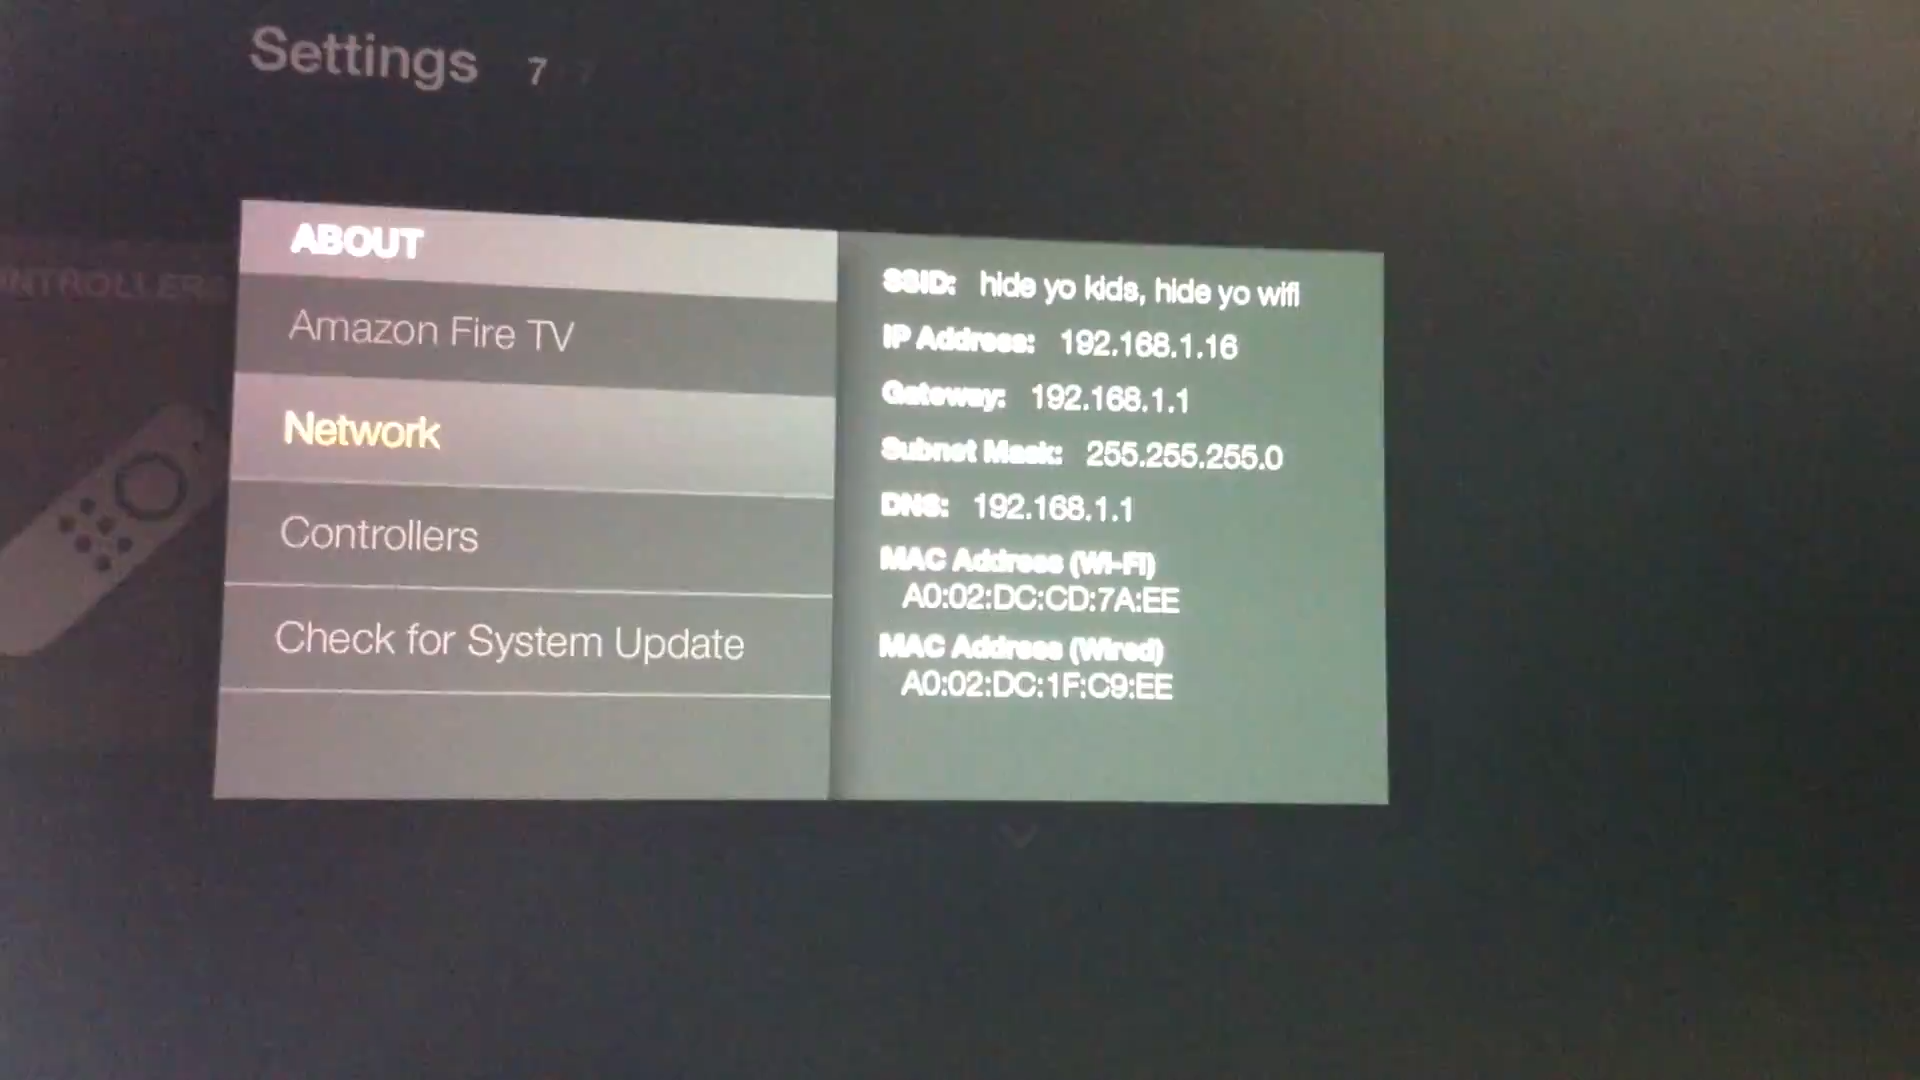 Settings 7
ONTROLLERS
ABOUT
Amazon Fire TV
Network
Controllers
Check for System Update
SSID: hide yo kids, hide yo wifi
IP Address: 192.168.1.16
Gateway: 192.168.1.1
Subnet Mask: 255.255.255.0
DNS: 192.168.1.1
MAC Address (Wi-Fi)
A0:02:DC:CD:7A:EE
MAC Address (Wired)
A0:02:DC:1F:C9:EE